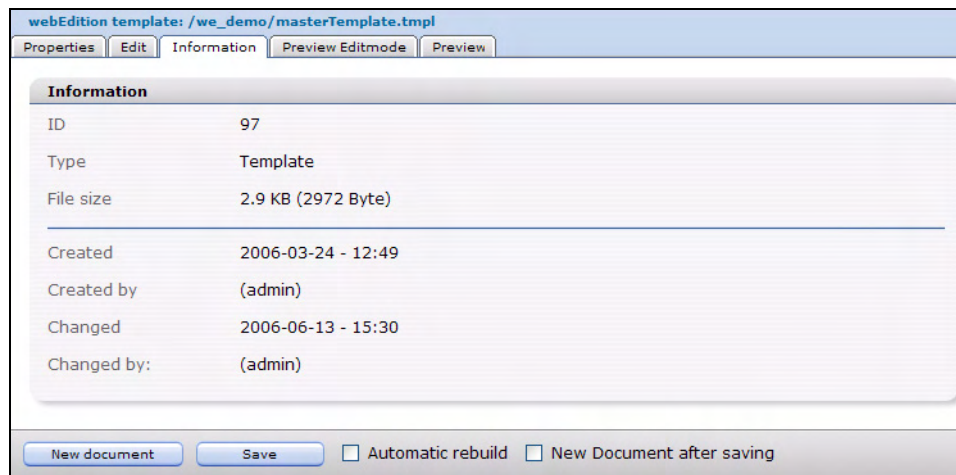 webEdition template: /we_demo/masterTemplate.tmpl
Properties Edit Information Preview Editmode Preview
Information
ID 97
Type Template
File size 2.9 KB (2972 Byte)
Created 2006-03-24 - 12:49
Created by (admin)
Changed 2006-06-13 - 15:30
Changed by: (admin)
New document Save Automatic rebuild New Document after saving